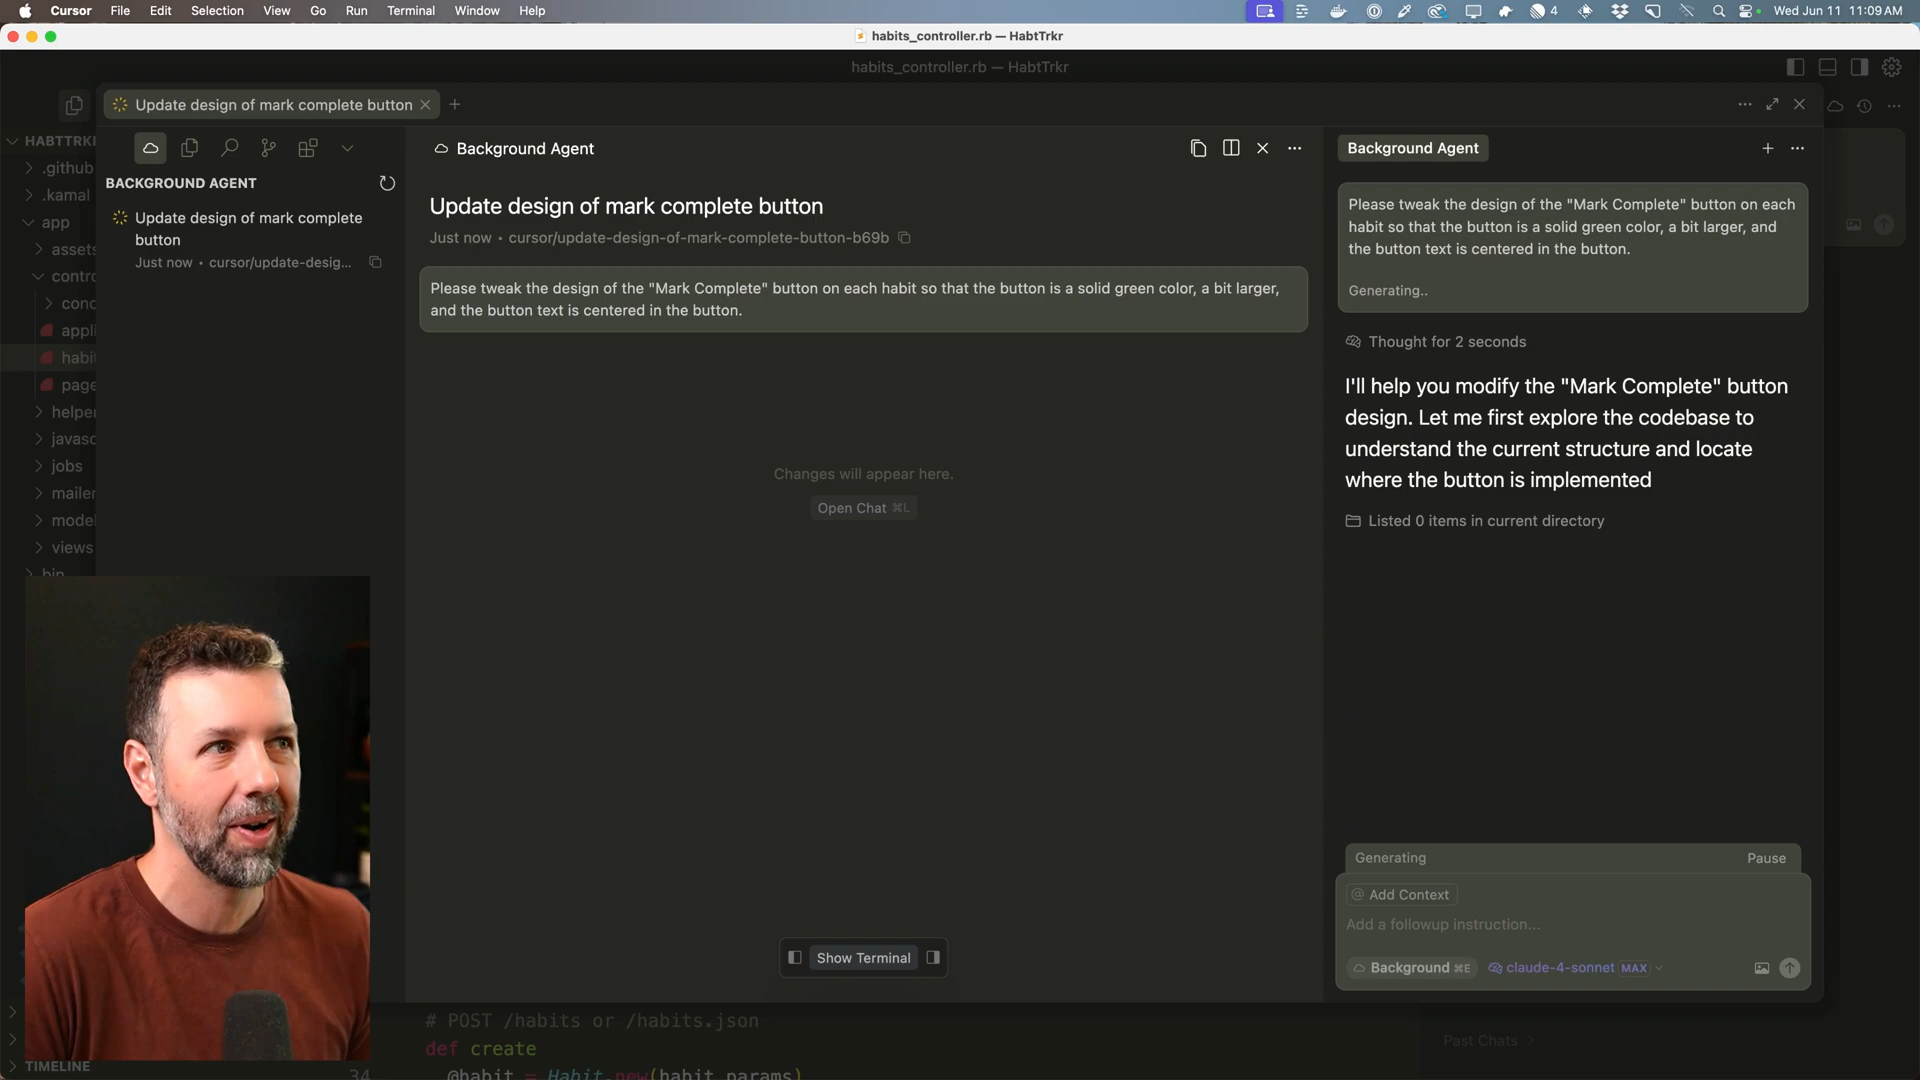 Cursor File Edit Selection View Go Run Terminal Window Help
4 Wed Jun 11 11:09 AM
habits_controller.rb — HabtTrkr
habits_controller.rb — HabtTrkr
Update design of mark complete button
HABTTRKR
.github
.kamal
app
assets
contro
conc
appli
habit
page
helper
javasc
jobs
mailer
model
views
bin
TIMELINE
BACKGROUND AGENT
Update design of mark complete
button
Just now • cursor/update-desig...
Background Agent
Update design of mark complete button
Just now • cursor/update-design-of-mark-complete-button-b69b
Please tweak the design of the "Mark Complete" button on each habit so that the button is a solid green color, a bit larger,
and the button text is centered in the button.
Changes will appear here.
Open Chat ⌘L
Show Terminal
Background Agent
Please tweak the design of the "Mark Complete" button on each
habit so that the button is a solid green color, a bit larger, and
the button text is centered in the button.
Generating..
Thought for 2 seconds
I'll help you modify the "Mark Complete" button
design. Let me first explore the codebase to
understand the current structure and locate
where the button is implemented
Listed 0 items in current directory
Generating Pause
@ Add Context
Add a followup instruction...
Background ⌘E claude-4-sonnet MAX
# POST /habits or /habits.json
def create
34 @habit = Habit.new(habit_params)
Past Chats